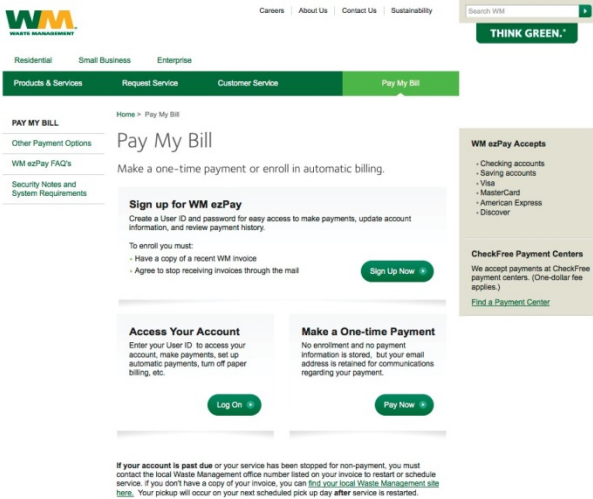 Careers | About Us | Contact Us | Sustainability
Search WM
WM
WASTE MANAGEMENT
THINK GREEN.®
Residential Small Business Enterprise
Products & Services Request Service Customer Service Pay My Bill
Home > Pay My Bill
PAY MY BILL
Other Payment Options
WM ezPay FAQ's
Security Notes and
System Requirements
Pay My Bill
Make a one-time payment or enroll in automatic billing.
Sign up for WM ezPay
Create a User ID and password for easy access to make payments, update account
information, and review payment history.
To enroll you must:
- Have a copy of a recent WM invoice
- Agree to stop receiving invoices through the mail
Sign Up Now
Access Your Account
Enter your User ID to access your
account, make payments, set up
automatic payments, turn off paper
billing, etc.
Log On
Make a One-time Payment
No enrollment and no payment
information is stored, but your email
address is retained for communications
regarding your payment.
Pay Now
If your account is past due or your service has been stopped for non-payment, you must
contact the local Waste Management office number listed on your invoice to restart or schedule
service. if you don't have a copy of your invoice, you can find your local Waste Management site
here. Your pickup will occur on your next scheduled pick up day after service is restarted.
WM ezPay Accepts
- Checking accounts
- Saving accounts
- Visa
- MasterCard
- American Express
- Discover
CheckFree Payment Centers
We accept payments at CheckFree
payment centers. (One-dollar fee
applies.)
Find a Payment Center